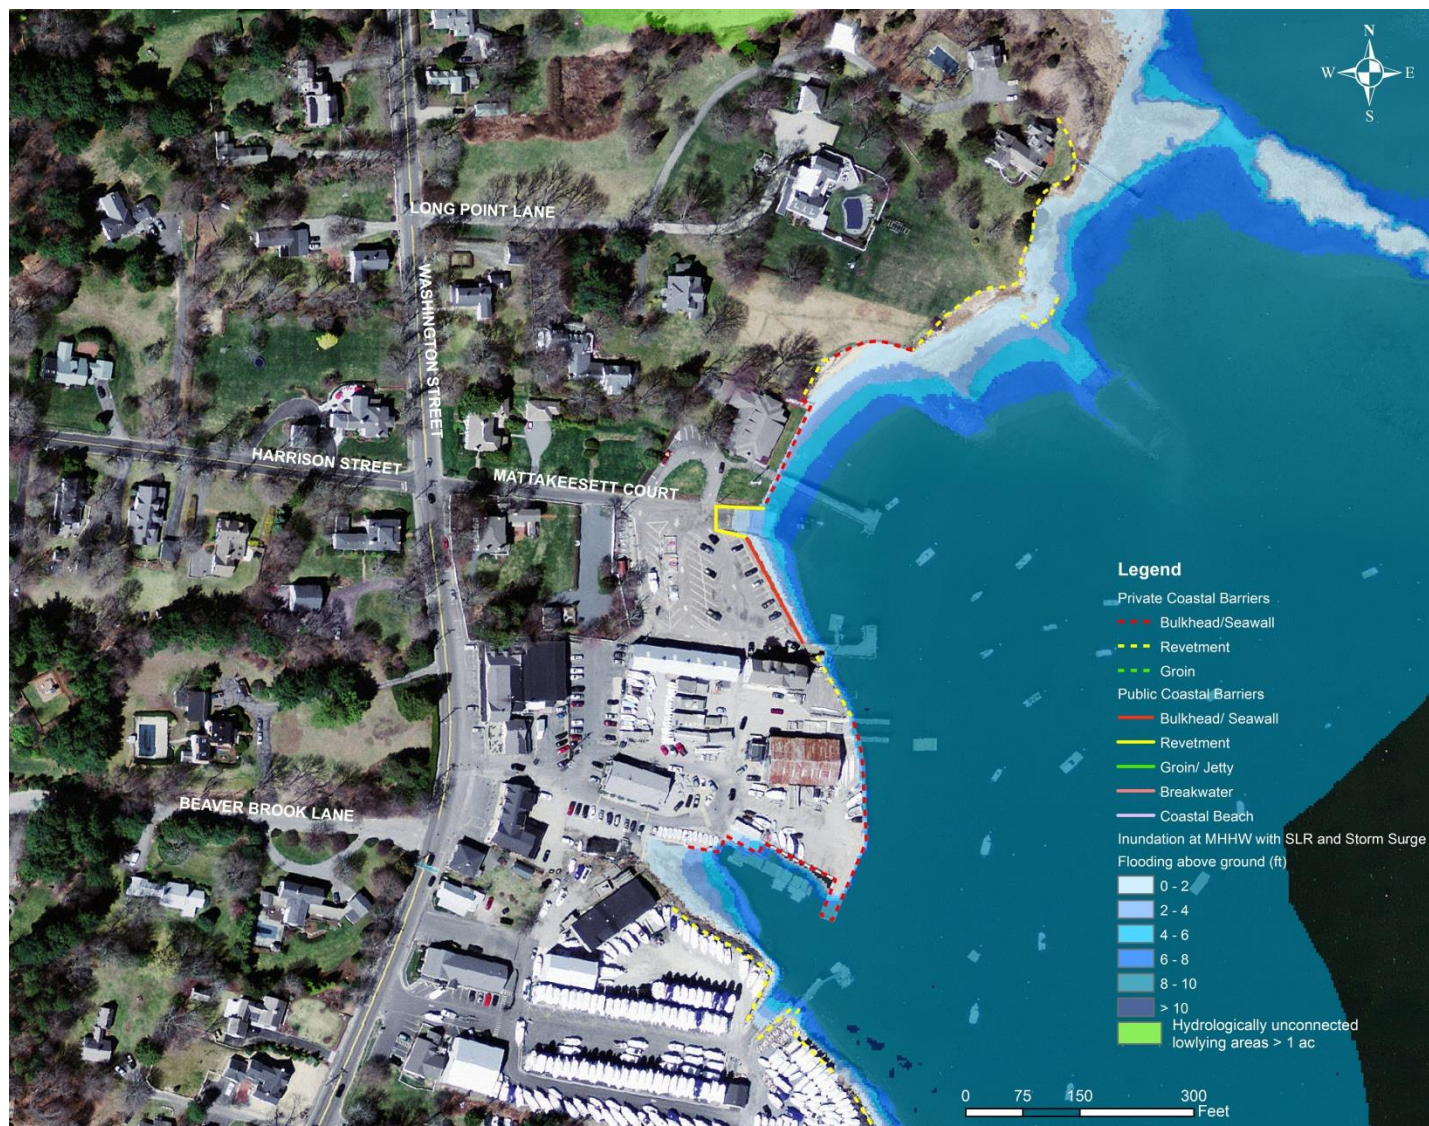 N
W E
S
LONG POINT LANE
WASHINGTON STREET
HARRISON STREET
MATTAKEESETT COURT
BEAVER BROOK LANE
Legend
Private Coastal Barriers
Bulkhead/Seawall
Revetment
Groin
Public Coastal Barriers
Bulkhead/ Seawall
Revetment
Groin/ Jetty
Breakwater
Coastal Beach
Inundation at MHHW with SLR and Storm Surge
Flooding above ground (ft)
0 - 2
2 - 4
4 - 6
6 - 8
8 - 10
> 10
Hydrologically unconnected
lowlying areas > 1 ac
0 75 150 300
Feet